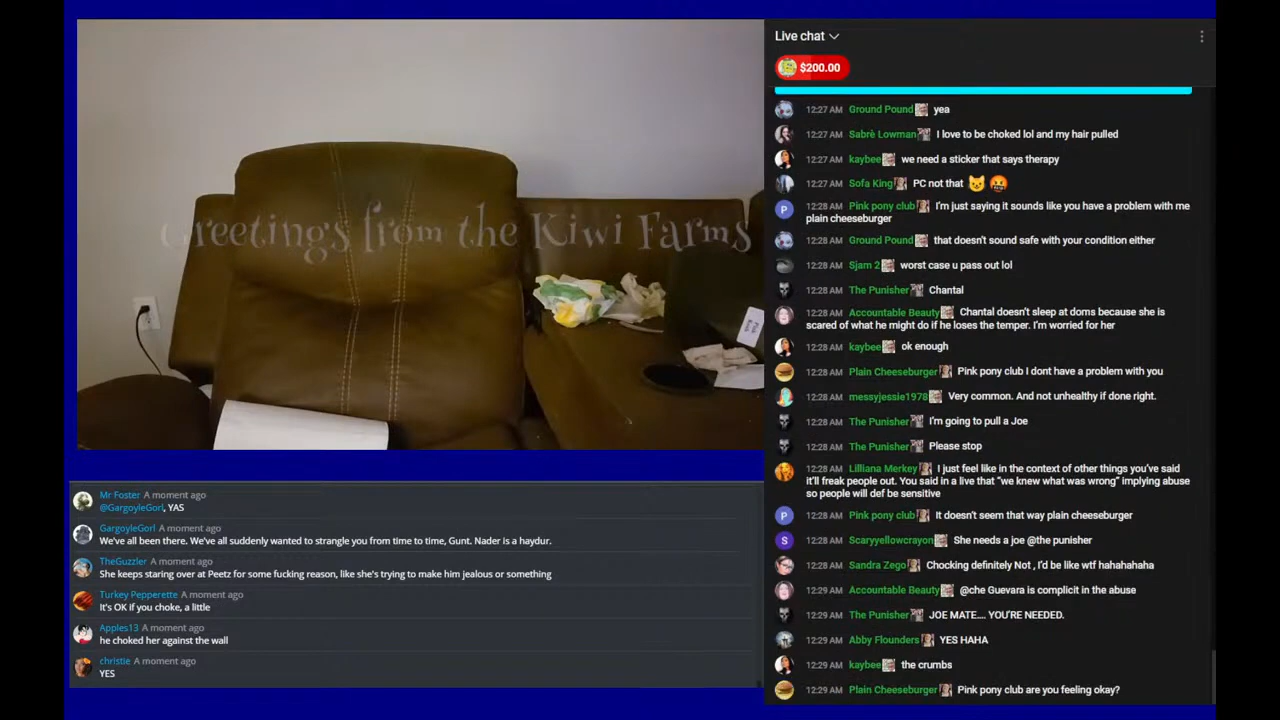 Greetings from the Kiwi Farms
Mr Foster A moment ago
@GargoyleGorl, YAS
GargoyleGorl A moment ago
We've all been there. We've all suddenly wanted to strangle you from time to time, Gunt. Nader is a haydur.
TheGuzzler A moment ago
She keeps staring over at Peetz for some fucking reason, like she's trying to make him jealous or something
Turkey Pepperette A moment ago
It's OK if you choke, a little
Apples13 A moment ago
he choked her against the wall
christie A moment ago
YES
Live chat
$200.00
12:27 AM Ground Pound yea
12:27 AM Sabrè Lowman I love to be choked lol and my hair pulled
12:27 AM kaybee we need a sticker that says therapy
12:27 AM Sofa King PC not that 😼 🤬
P 12:28 AM Pink pony club I'm just saying it sounds like you have a problem with me
plain cheeseburger
12:28 AM Ground Pound that doesn't sound safe with your condition either
12:28 AM Sjam 2 worst case u pass out lol
12:28 AM The Punisher Chantal
12:28 AM Accountable Beauty Chantal doesn't sleep at doms because she is
scared of what he might do if he loses the temper. I'm worried for her
12:28 AM kaybee ok enough
12:28 AM Plain Cheeseburger Pink pony club I dont have a problem with you
12:28 AM messyjessie1978 Very common. And not unhealthy if done right.
12:28 AM The Punisher I'm going to pull a Joe
12:28 AM The Punisher Please stop
12:28 AM Lilliana Merkey I just feel like in the context of other things you've said
it'll freak people out. You said in a live that "we knew what was wrong" implying abuse
so people will def be sensitive
P 12:28 AM Pink pony club It doesn't seem that way plain cheeseburger
S 12:28 AM Scaryyellowcrayon She needs a joe @the punisher
12:28 AM Sandra Zego Chocking definitely Not , I'd be like wtf hahahahaha
12:29 AM Accountable Beauty @che Guevara is complicit in the abuse
12:29 AM The Punisher JOE MATE.... YOU'RE NEEDED.
12:29 AM Abby Flounders YES HAHA
12:29 AM kaybee the crumbs
12:29 AM Plain Cheeseburger Pink pony club are you feeling okay?